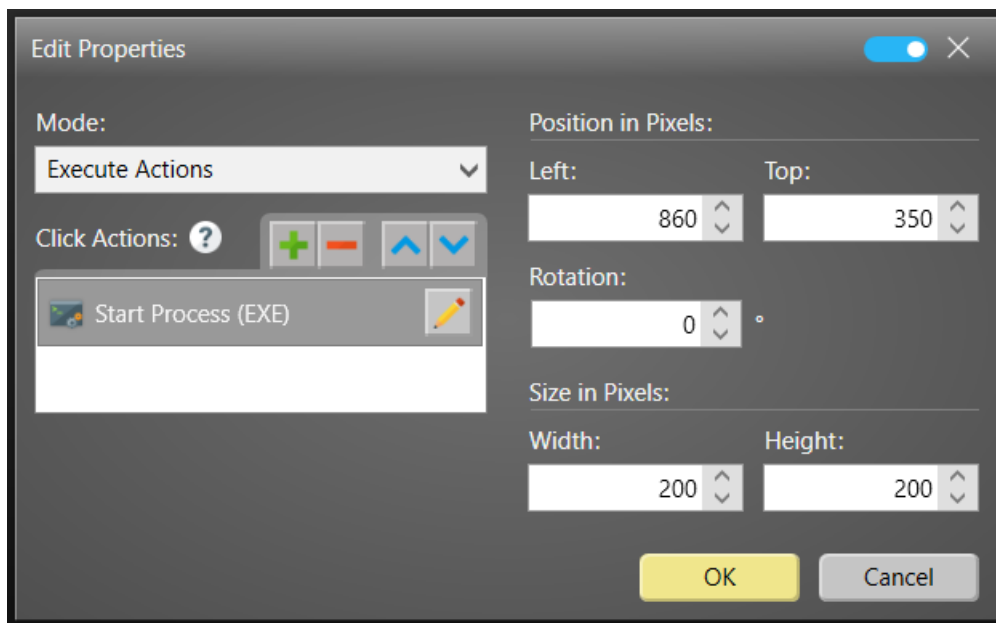 Edit Properties
Mode:
Execute Actions
Click Actions: ?
Start Process (EXE)
Position in Pixels:
Left: Top:
860 350
Rotation:
0 °
Size in Pixels:
Width: Height:
200 200
OK Cancel